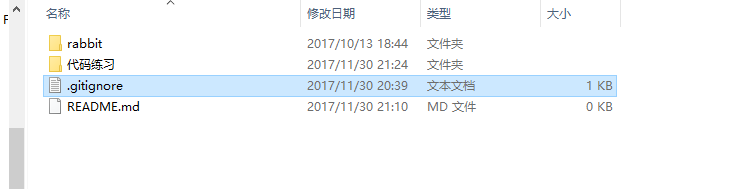 名称 修改日期 类型 大小
rabbit 2017/10/13 18:44 文件夹
代码练习 2017/11/30 21:24 文件夹
.gitignore 2017/11/30 20:39 文本文档 1 KB
README.md 2017/11/30 21:10 MD 文件 0 KB